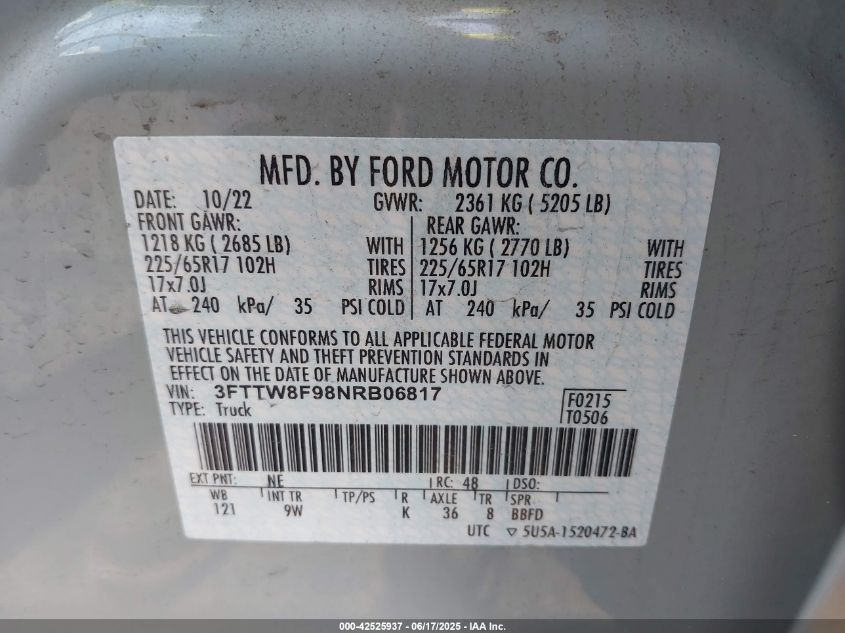 MFD. BY FORD MOTOR CO.
DATE: 10/22 GVWR: 2361 KG ( 5205 LB)
FRONT GAWR: REAR GAWR:
1218 KG ( 2685 LB) WITH 1256 KG ( 2770 LB) WITH
225/65R17 102H TIRES 225/65R17 102H TIRES
17x7.0J RIMS 17x7.0J RIMS
AT 240 kPa/ 35 PSI COLD AT 240 kPa/ 35 PSI COLD
THIS VEHICLE CONFORMS TO ALL APPLICABLE FEDERAL MOTOR
VEHICLE SAFETY AND THEFT PREVENTION STANDARDS IN
EFFECT ON THE DATE OF MANUFACTURE SHOWN ABOVE.
VIN: 3FTTW8F98NRB06817 F0215
TYPE: Truck T0506
EXT PNT: NE RC: 48 DSO:
WB INT TR TP/PS R AXLE TR SPR
121 9W K 36 8 BBFD
UTC ▽ 5U5A-1520472-BA
000-42525937 - 06/17/2025 - IAA Inc.